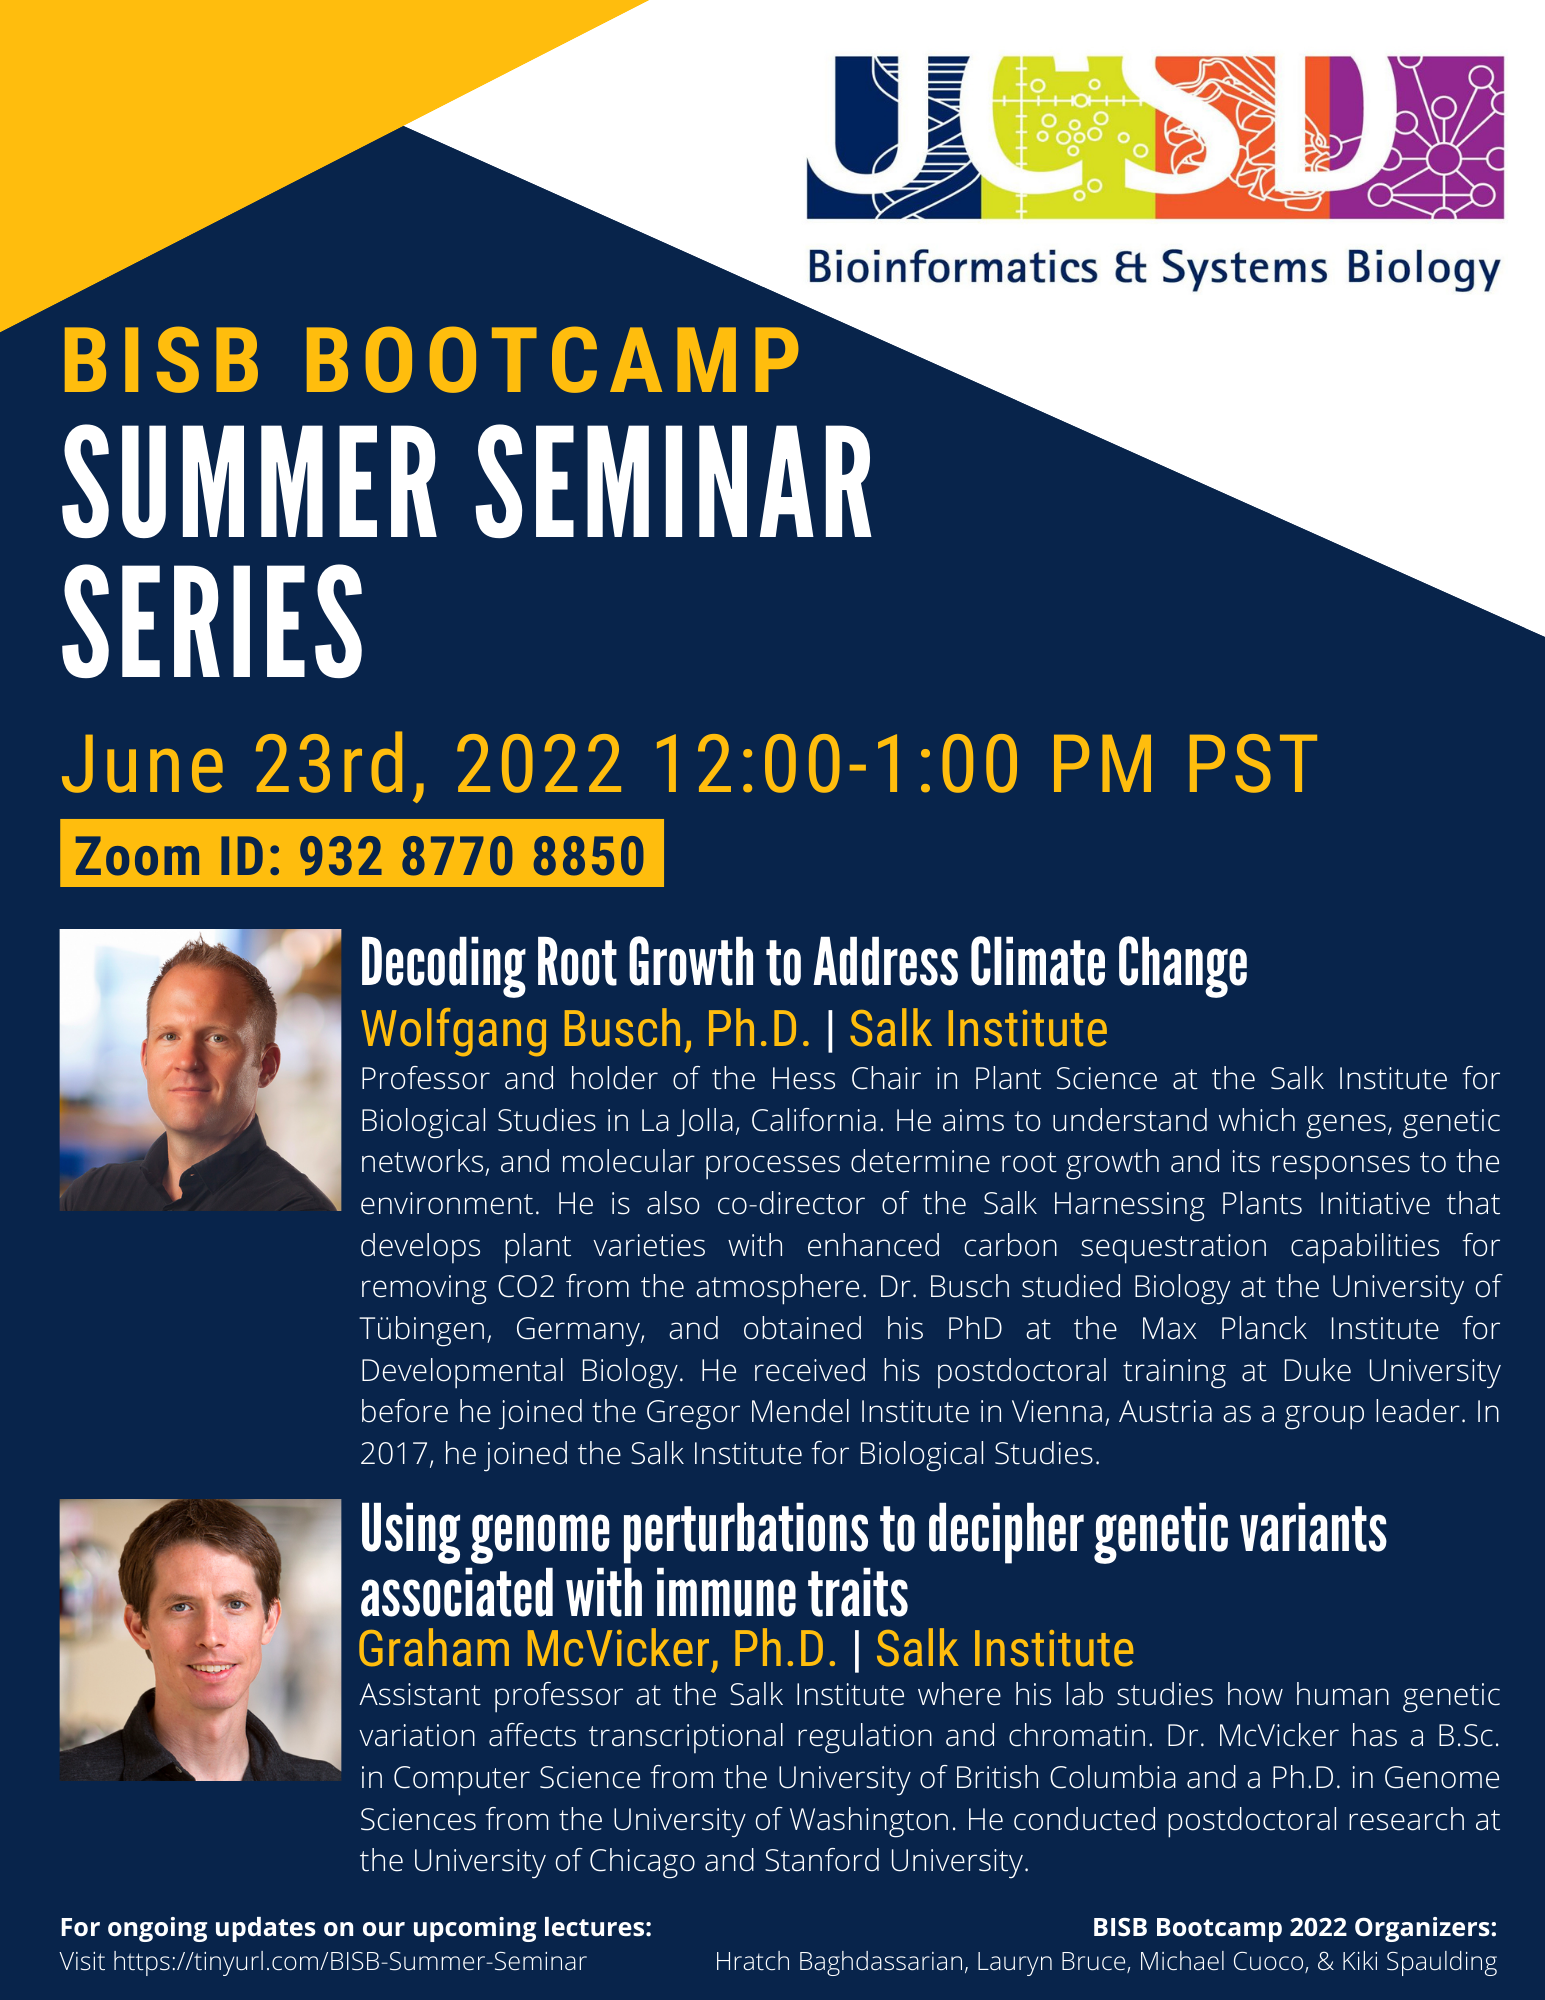 UCSD
Bioinformatics & Systems Biology
BISB BOOTCAMP
SUMMER SEMINAR
SERIES
June 23rd, 2022 12:00-1:00 PM PST
Zoom ID: 932 8770 8850
Decoding Root Growth to Address Climate Change
Wolfgang Busch, Ph.D. | Salk Institute
Professor and holder of the Hess Chair in Plant Science at the Salk Institute for
Biological Studies in La Jolla, California. He aims to understand which genes, genetic
networks, and molecular processes determine root growth and its responses to the
environment. He is also co-director of the Salk Harnessing Plants Initiative that
develops plant varieties with enhanced carbon sequestration capabilities for
removing CO2 from the atmosphere. Dr. Busch studied Biology at the University of
Tübingen, Germany, and obtained his PhD at the Max Planck Institute for
Developmental Biology. He received his postdoctoral training at Duke University
before he joined the Gregor Mendel Institute in Vienna, Austria as a group leader. In
2017, he joined the Salk Institute for Biological Studies.
Using genome perturbations to decipher genetic variants
associated with immune traits
Graham McVicker, Ph.D. | Salk Institute
Assistant professor at the Salk Institute where his lab studies how human genetic
variation affects transcriptional regulation and chromatin. Dr. McVicker has a B.Sc.
in Computer Science from the University of British Columbia and a Ph.D. in Genome
Sciences from the University of Washington. He conducted postdoctoral research at
the University of Chicago and Stanford University.
For ongoing updates on our upcoming lectures:
Visit https://tinyurl.com/BISB-Summer-Seminar
BISB Bootcamp 2022 Organizers:
Hratch Baghdassarian, Lauryn Bruce, Michael Cuoco, & Kiki Spaulding